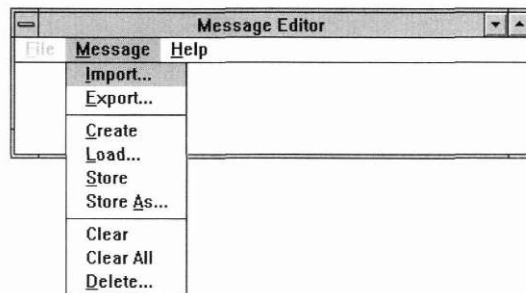 Message Editor
File Message Help
Import...
Export...
Create
Load...
Store
Store As...
Clear
Clear All
Delete...